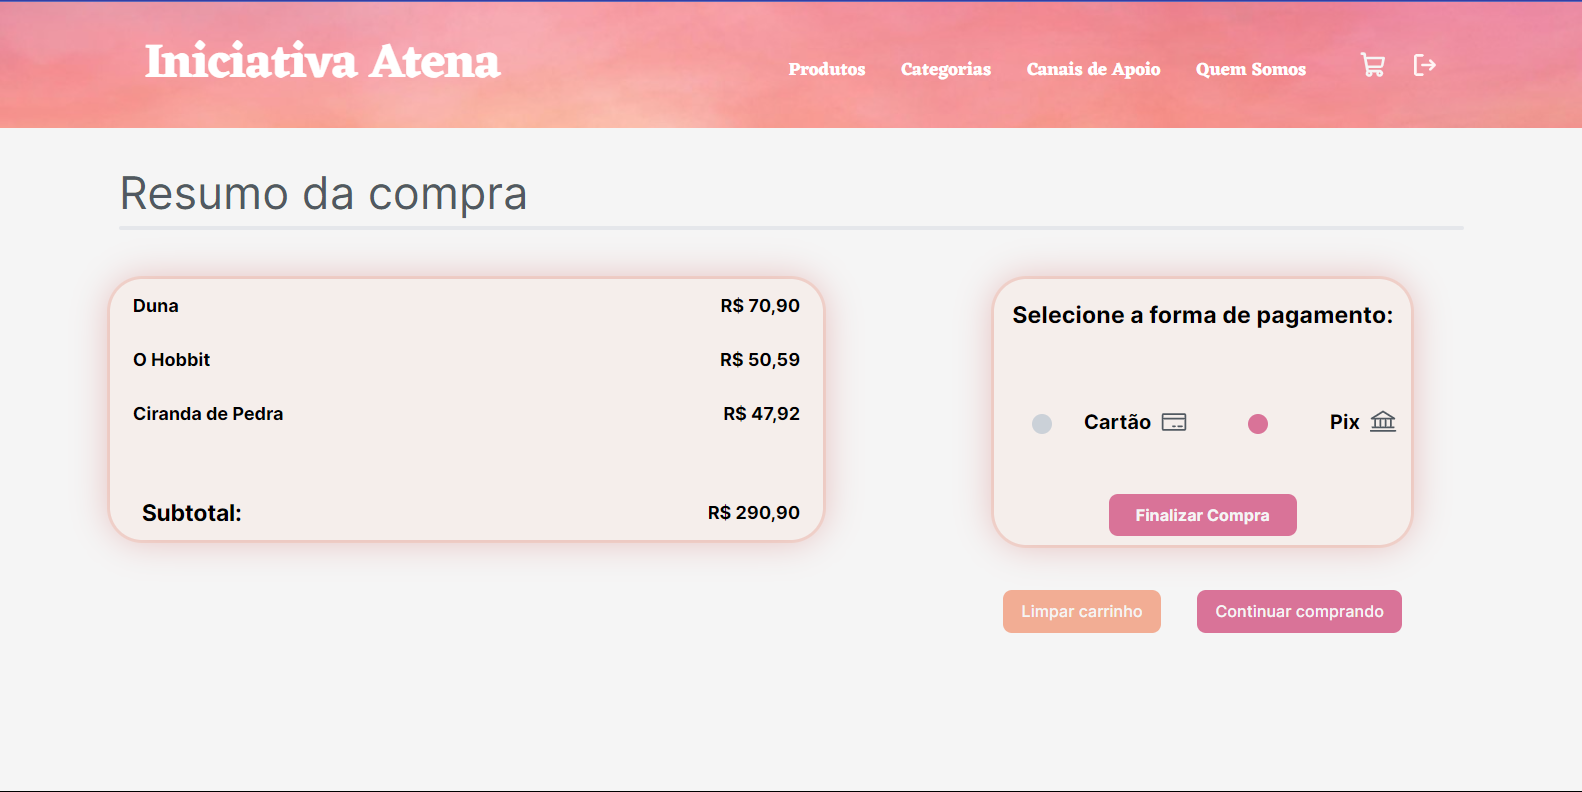 Iniciativa Atena
Produtos Categorias Canais de Apoio Quem Somos
Resumo da compra
Duna R$ 70,90
O Hobbit R$ 50,59
Ciranda de Pedra R$ 47,92
Subtotal: R$ 290,90
Selecione a forma de pagamento:
Cartão Pix
Finalizar Compra
Limpar carrinho Continuar comprando